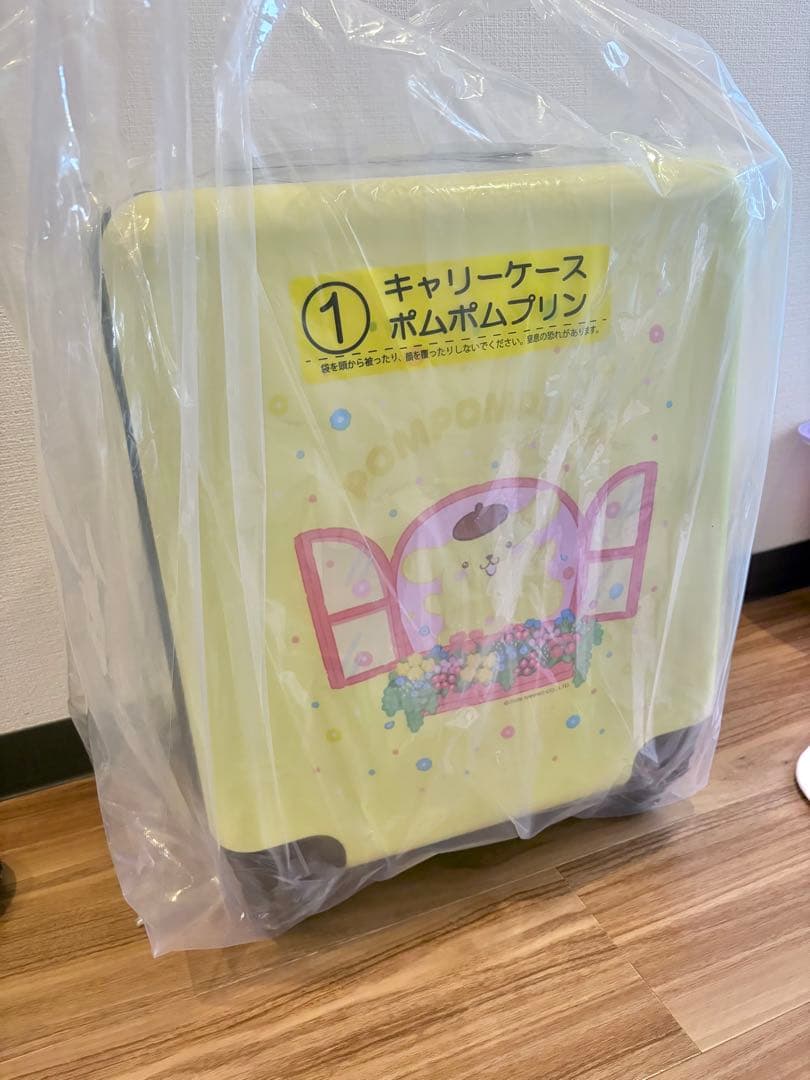 ① キャリーケース
ポムポムプリン
袋を頭から被ったり、顔を覆ったりしないでください。窒息の恐れがあります。